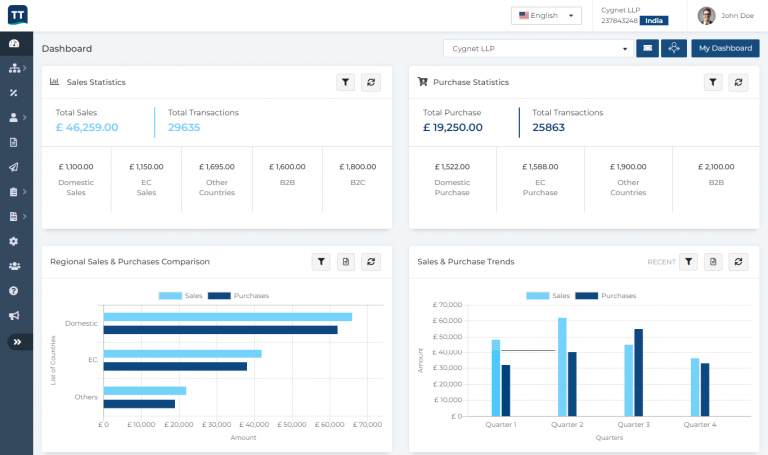 TT
English
Cygnet LLP
237843248 India
John Doe
Dashboard
Cygnet LLP
My Dashboard
Sales Statistics
Total Sales
£ 46,259.00
Total Transactions
29635
£ 1,100.00
Domestic
Sales
£ 1,150.00
EC
Sales
£ 1,695.00
Other
Countries
£ 1,600.00
B2B
£ 1,800.00
B2C
Purchase Statistics
Total Purchase
£ 19,250.00
Total Transactions
25863
£ 1,522.00
Domestic
Purchase
£ 1,588.00
EC
Purchase
£ 1,900.00
Other
Countries
£ 2,100.00
B2B
Regional Sales & Purchases Comparison
Sales
Purchases
List of Countries
Domestic
EC
Others
£ 0
£ 10,000
£ 20,000
£ 30,000
£ 40,000
£ 50,000
£ 60,000
£ 70,000
Amount
Sales & Purchase Trends
RECENT
Sales
Purchases
Amount
£ 70,000
£ 60,000
£ 50,000
£ 40,000
£ 30,000
£ 20,000
£ 10,000
£ 0
Quarter 1
Quarter 2
Quarter 3
Quarter 4
Quarters